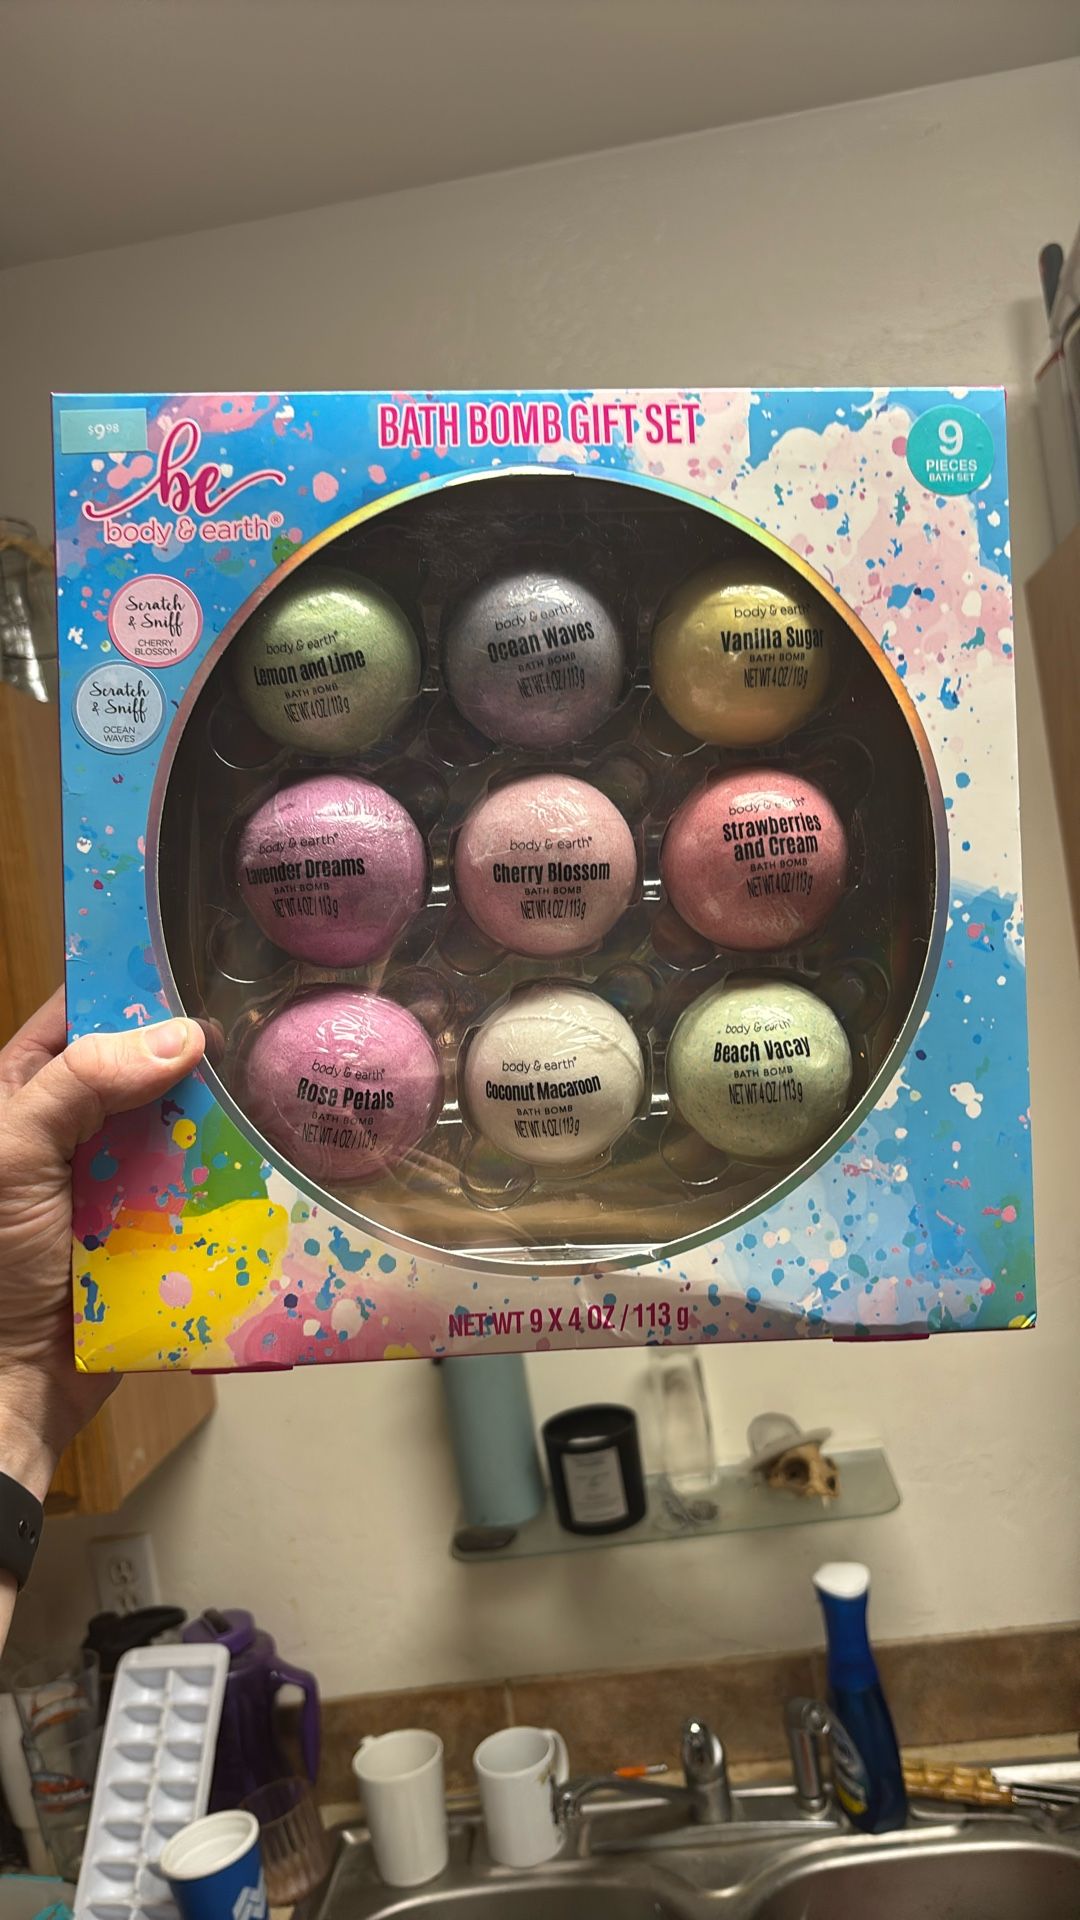 $9.98
BATH BOMB GIFT SET
9
PIECES
BATH SET
be
body & earth®
Scratch
& Sniff
CHERRY
BLOSSOM
Scratch
& Sniff
OCEAN
WAVES
body & earth®
Lemon and Lime
BATH BOMB
NET WT 4 OZ / 113 g
body & earth®
Ocean Waves
BATH BOMB
NET WT 4 OZ / 113 g
body & earth®
Vanilla Sugar
BATH BOMB
NET WT 4 OZ / 113 g
body & earth®
Lavender Dreams
BATH BOMB
NET WT 4 OZ / 113 g
body & earth®
Cherry Blossom
BATH BOMB
NET WT 4 OZ / 113 g
body & earth®
Strawberries
and Cream
BATH BOMB
NET WT 4 OZ / 113 g
body & earth®
Rose Petals
BATH BOMB
NET WT 4 OZ / 113 g
body & earth®
Coconut Macaroon
BATH BOMB
NET WT 4 OZ / 113 g
body & earth®
Beach Vacay
BATH BOMB
NET WT 4 OZ / 113 g
NET WT 9 X 4 OZ / 113 g